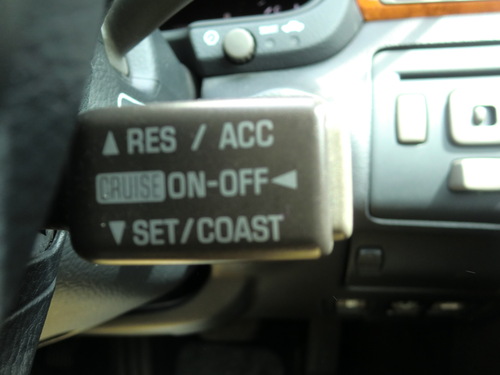 ▲ RES / ACC
CRUISE ON-OFF ◀
▼ SET/COAST